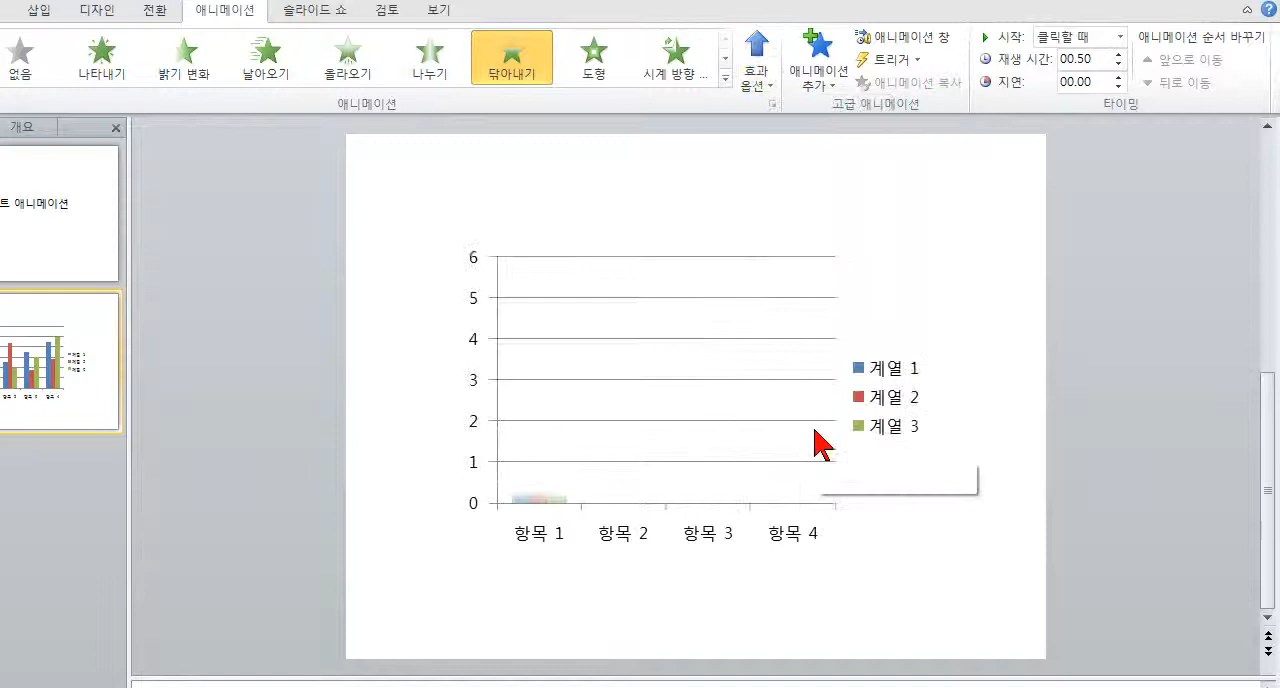 삽입 디자인 전환 애니메이션 슬라이드 쇼 검토 보기
없음 나타내기 밝기 변화 날아오기 올라오기 나누기 닦아내기 도형 시계 방향 ...
효과 옵션
애니메이션 추가
애니메이션 창
트리거
애니메이션 복사
시작: 클릭할 때
재생 시간: 00.50
지연: 00.00
애니메이션 순서 바꾸기
앞으로 이동
뒤로 이동
애니메이션 고급 애니메이션 타이밍
개요
트 애니메이션
6
5
4
3
2
1
0
항목 1 항목 2 항목 3 항목 4
계열 1
계열 2
계열 3